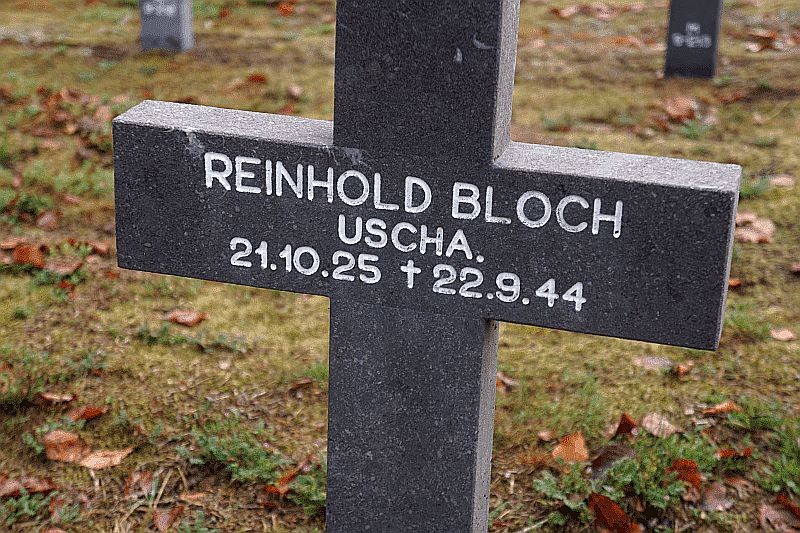 REINHOLD BLOCH
USCHA.
21.10.25 † 22.9.44